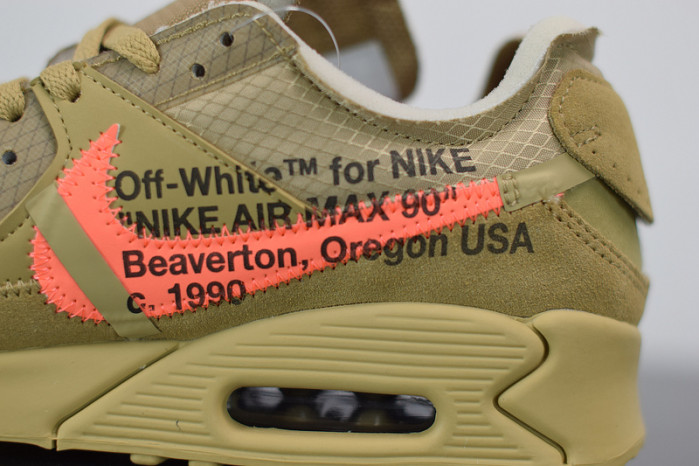 Off-White™ for NIKE
"NIKE AIR MAX 90"
Beaverton, Oregon USA
c. 1990